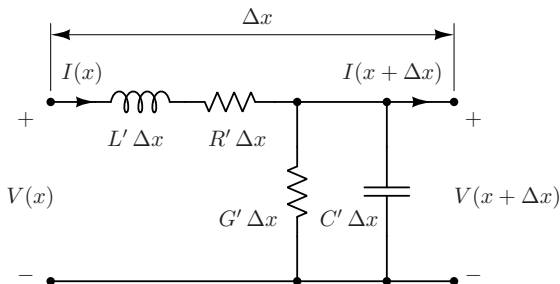 Δx
I(x) I(x + Δx)
+ +
L′ Δx R′ Δx
V(x) G′ Δx C′ Δx V(x + Δx)
− −